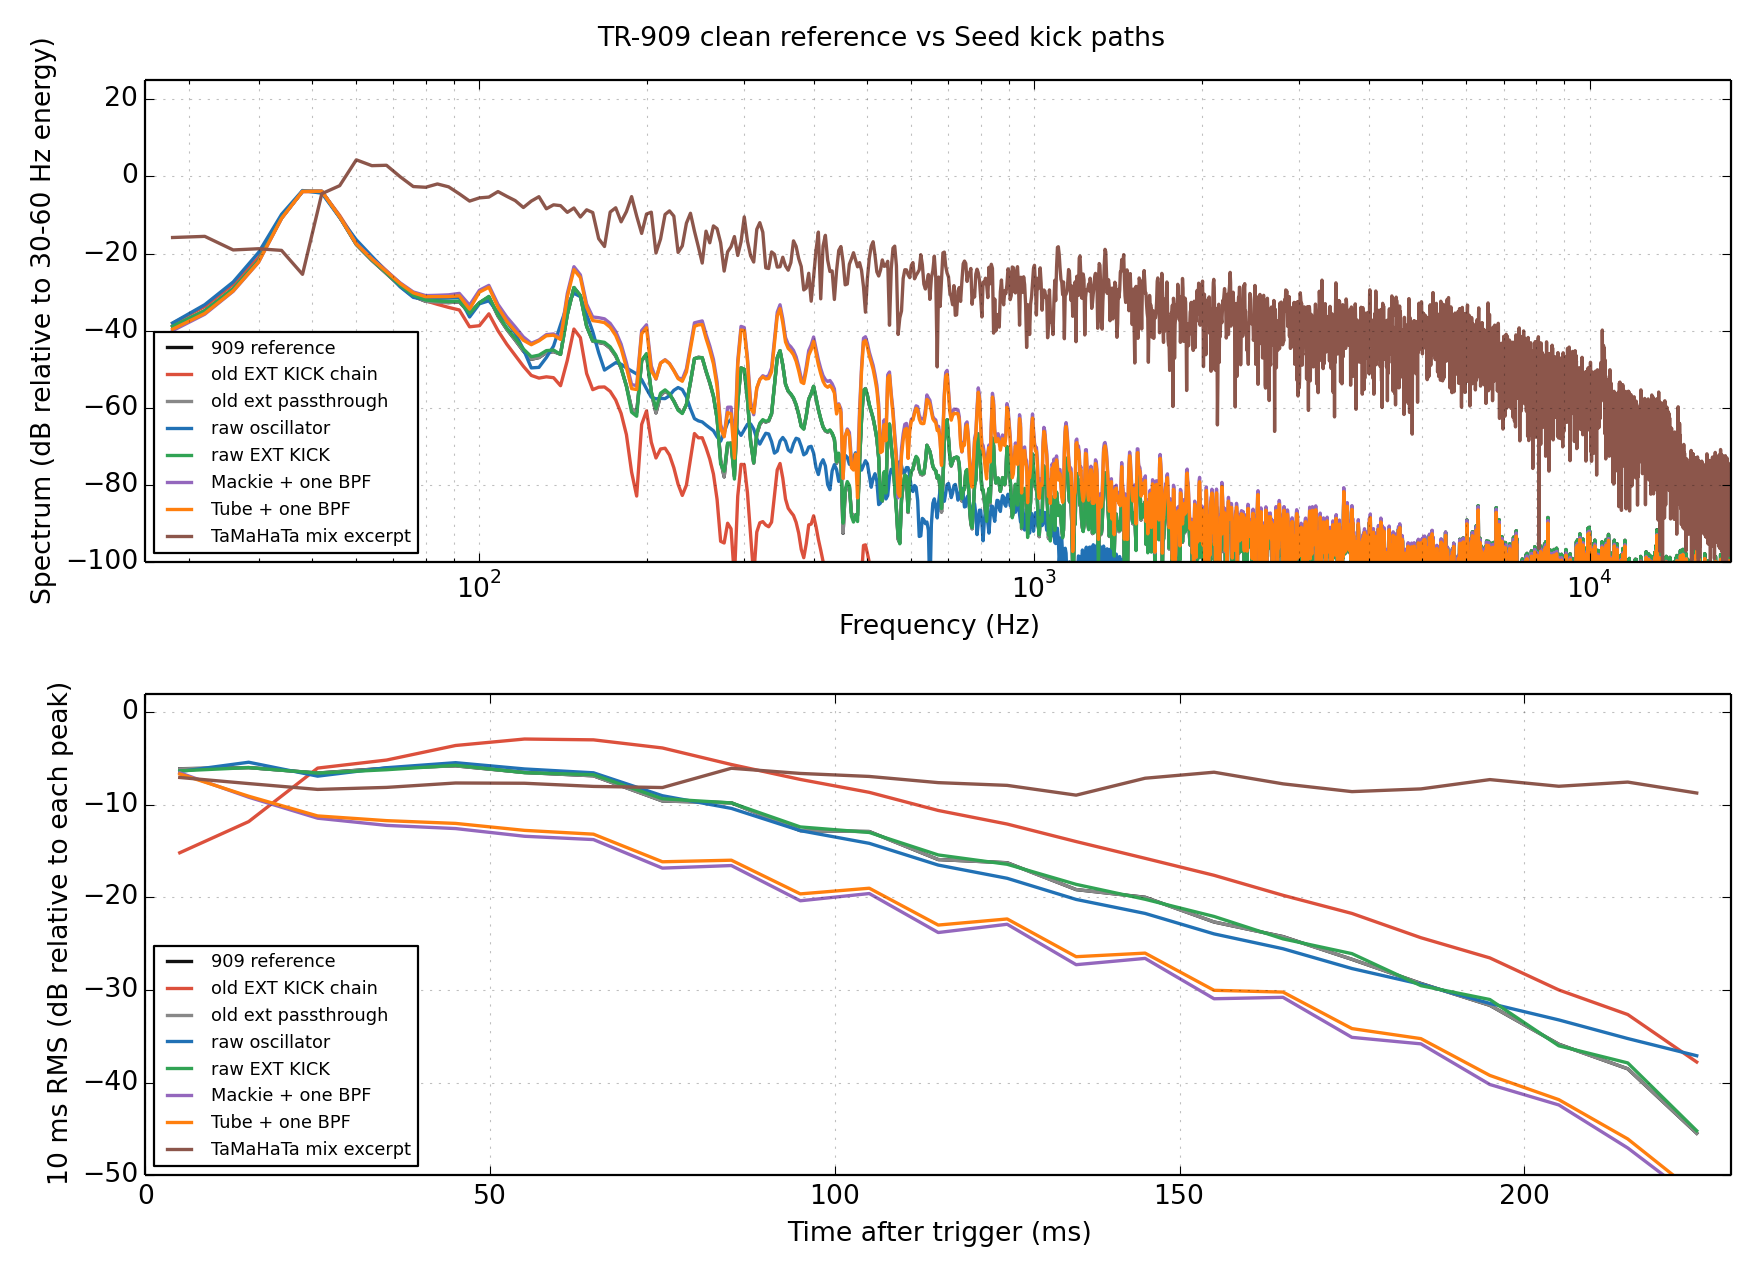 TR-909 clean reference vs Seed kick paths
Spectrum (dB relative to 30-60 Hz energy)
20
0
−20
−40
−60
−80
−100
909 reference
old EXT KICK chain
old ext passthrough
raw oscillator
raw EXT KICK
Mackie + one BPF
Tube + one BPF
TaMaHaTa mix excerpt
10² 10³ 10⁴
Frequency (Hz)
10 ms RMS (dB relative to each peak)
0
−10
−20
−30
−40
−50
909 reference
old EXT KICK chain
old ext passthrough
raw oscillator
raw EXT KICK
Mackie + one BPF
Tube + one BPF
TaMaHaTa mix excerpt
0 50 100 150 200
Time after trigger (ms)